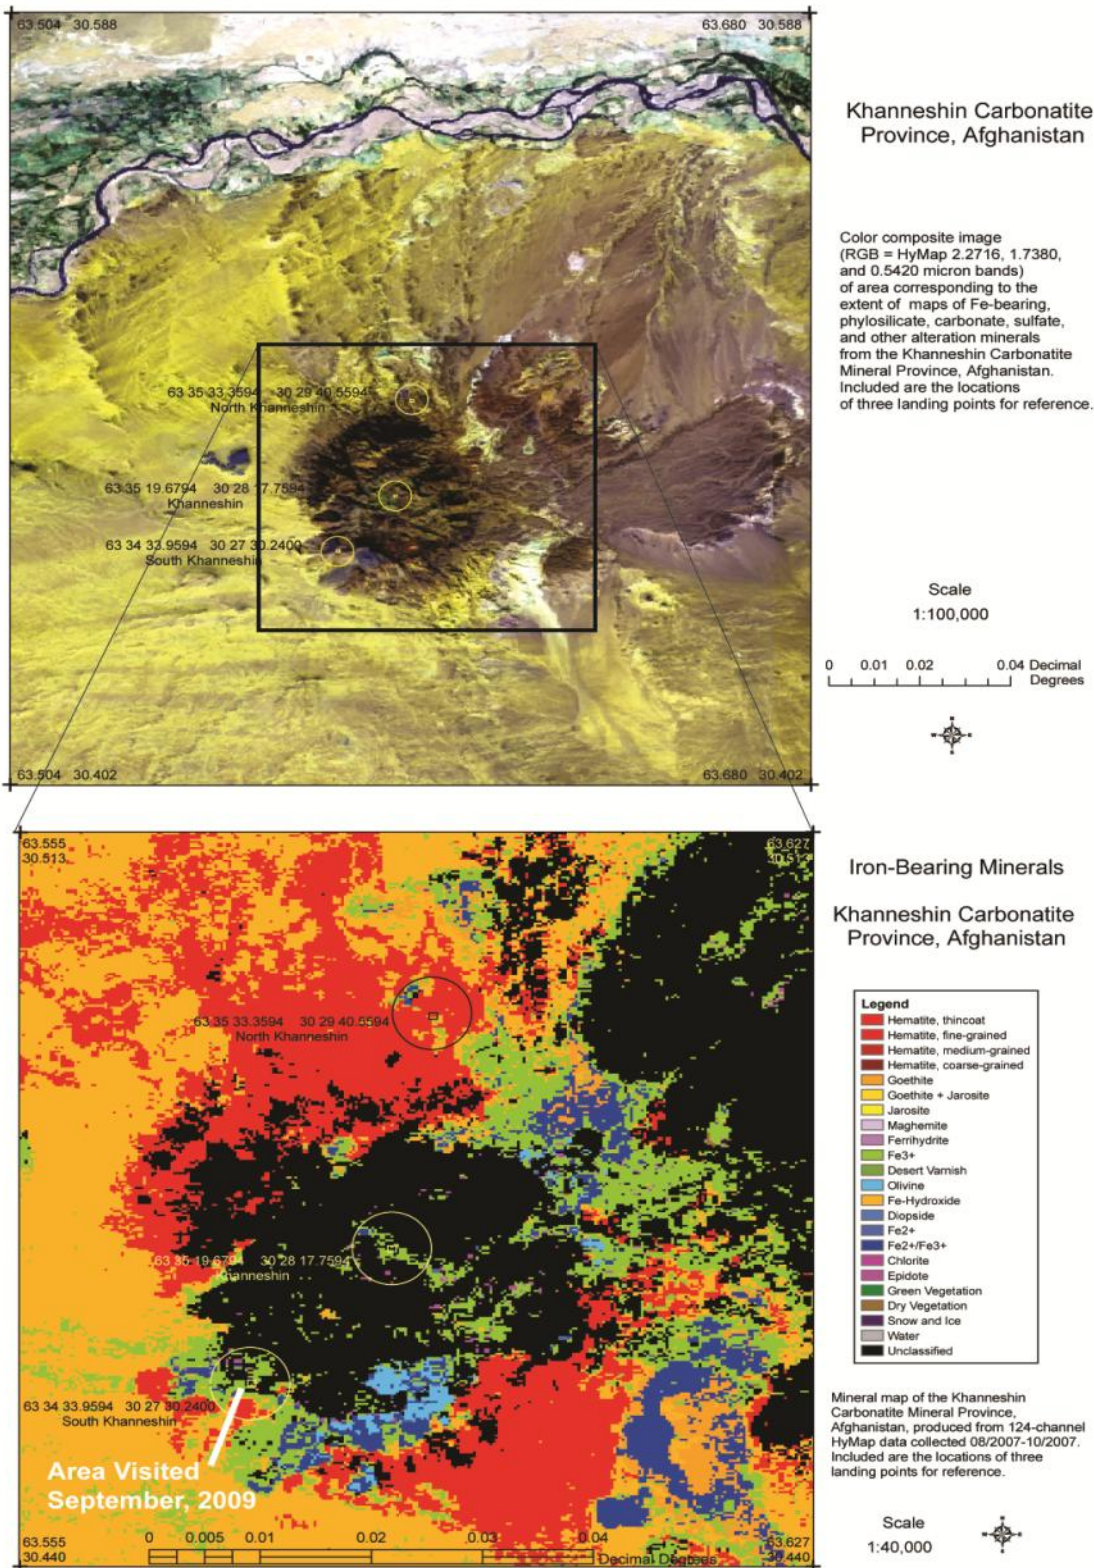 63.504 30.588
63.680 30.588
63 35 33.3594 30 29 40.5594
North Khanneshin
63 35 19.6794 30 28 17.7594
Khanneshin
63 34 33.9594 30 27 30.2400
South Khanneshin
63.504 30.402
63.680 30.402
Khanneshin Carbonatite
Province, Afghanistan
Color composite image
(RGB = HyMap 2.2716, 1.7380,
and 0.5420 micron bands)
of area corresponding to the
extent of maps of Fe-bearing,
phylosilicate, carbonate, sulfate,
and other alteration minerals
from the Khanneshin Carbonatite
Mineral Province, Afghanistan.
Included are the locations
of three landing points for reference.
Scale
1:100,000
0 0.01 0.02 0.04 Decimal
Degrees
63.555
30.513
63.627
30.513
63 35 33.3594 30 29 40.5594
North Khanneshin
63 35 19.6794 30 28 17.7594
Khanneshin
63 34 33.9594 30 27 30.2400
South Khanneshin
Area Visited
September, 2009
63.555
30.440
0 0.005 0.01 0.02 0.03 0.04
Decimal Degrees
63.627
30.440
Iron-Bearing Minerals
Khanneshin Carbonatite
Province, Afghanistan
Legend
Hematite, thincoat
Hematite, fine-grained
Hematite, medium-grained
Hematite, coarse-grained
Goethite
Goethite + Jarosite
Jarosite
Maghemite
Ferrihydrite
Fe3+
Desert Varnish
Olivine
Fe-Hydroxide
Diopside
Fe2+
Fe2+/Fe3+
Chlorite
Epidote
Green Vegetation
Dry Vegetation
Snow and Ice
Water
Unclassified
Mineral map of the Khanneshin
Carbonatite Mineral Province,
Afghanistan, produced from 124-channel
HyMap data collected 08/2007-10/2007.
Included are the locations of three
landing points for reference.
Scale
1:40,000